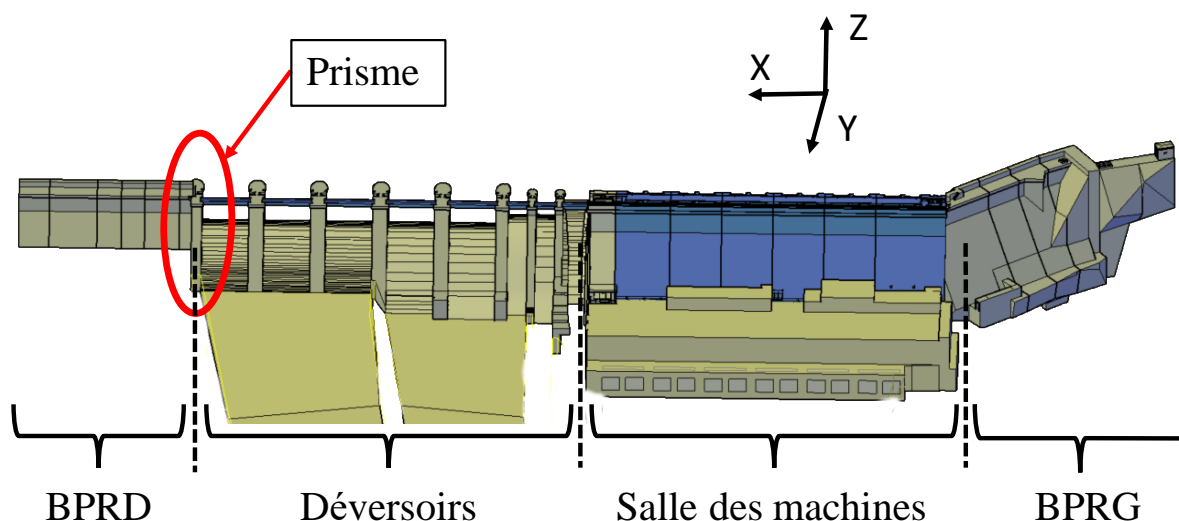 Prisme
Z
X
Y
BPRD
Déversoirs
Salle des machines
BPRG